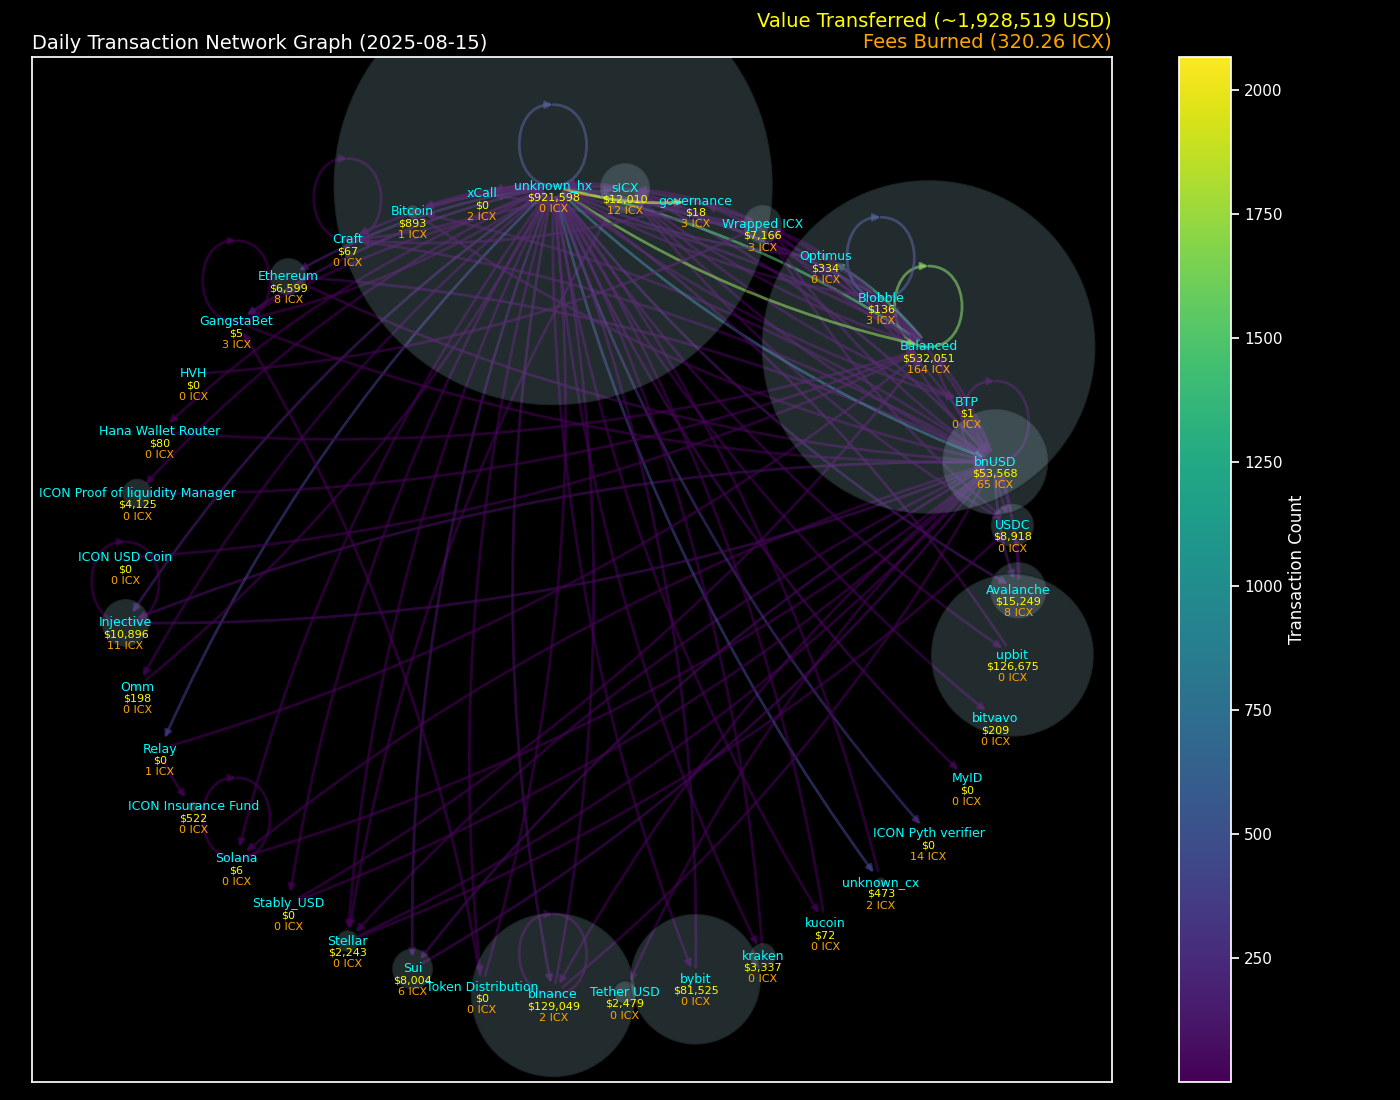 Value Transferred (~1,928,519 USD)
Daily Transaction Network Graph (2025-08-15)
Fees Burned (320.26 ICX)
unknown_hx
$921,598
0 ICX
sICX
$12,010
12 ICX
governance
$18
3 ICX
Wrapped ICX
$7,166
3 ICX
Optimus
$334
0 ICX
Blobble
$136
3 ICX
Balanced
$532,051
164 ICX
BTP
$1
0 ICX
bnUSD
$53,568
65 ICX
USDC
$8,918
0 ICX
Avalanche
$15,249
8 ICX
upbit
$126,675
0 ICX
bitvavo
$209
0 ICX
MyID
$0
0 ICX
ICON Pyth verifier
$0
14 ICX
unknown_cx
$473
2 ICX
kucoin
$72
0 ICX
kraken
$3,337
0 ICX
bybit
$81,525
0 ICX
Tether USD
$2,479
0 ICX
binance
$129,049
2 ICX
Token Distribution
$0
0 ICX
Sui
$8,004
6 ICX
Stellar
$2,243
0 ICX
Stably_USD
$0
0 ICX
Solana
$6
0 ICX
ICON Insurance Fund
$522
0 ICX
Relay
$0
1 ICX
Omm
$198
0 ICX
Injective
$10,896
11 ICX
ICON USD Coin
$0
0 ICX
ICON Proof of liquidity Manager
$4,125
0 ICX
Hana Wallet Router
$80
0 ICX
HVH
$0
0 ICX
GangstaBet
$5
3 ICX
Ethereum
$6,599
8 ICX
Craft
$67
0 ICX
Bitcoin
$893
1 ICX
xCall
$0
2 ICX
2000
1750
1500
1250
1000
750
500
250
Transaction Count